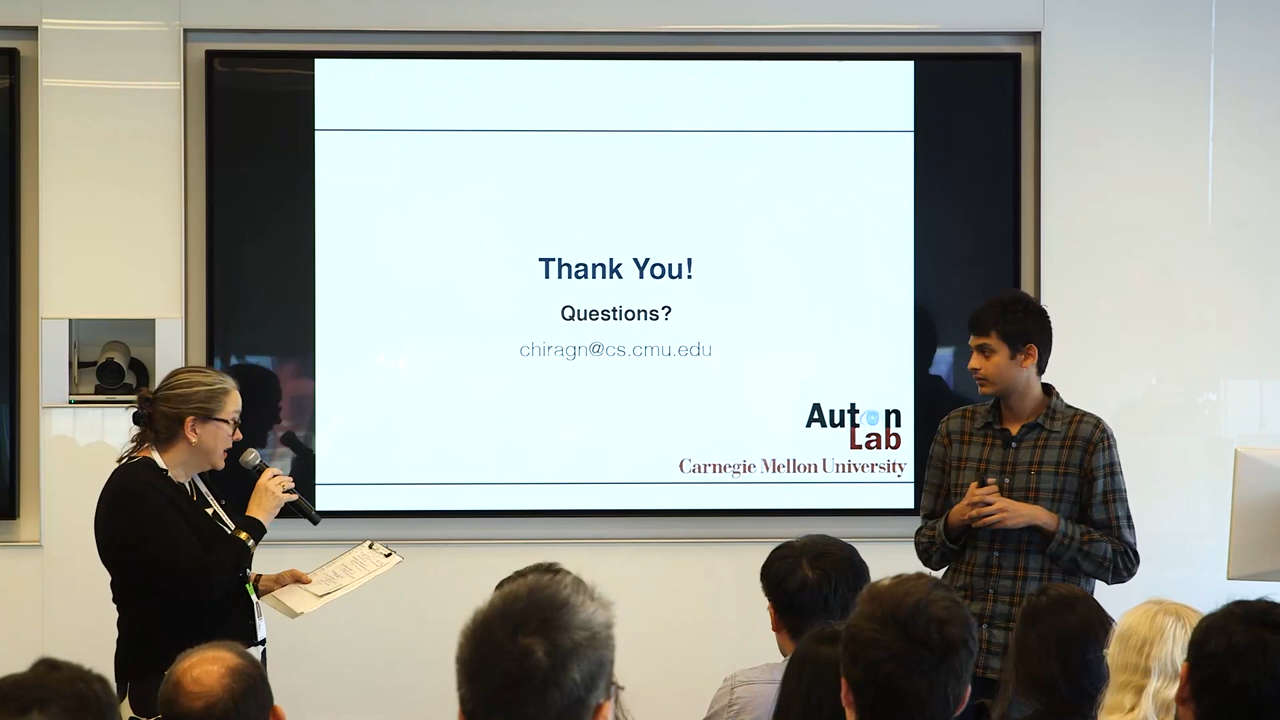 Thank You!
Questions?
chiragn@cs.cmu.edu
Auton
Lab
Carnegie Mellon University